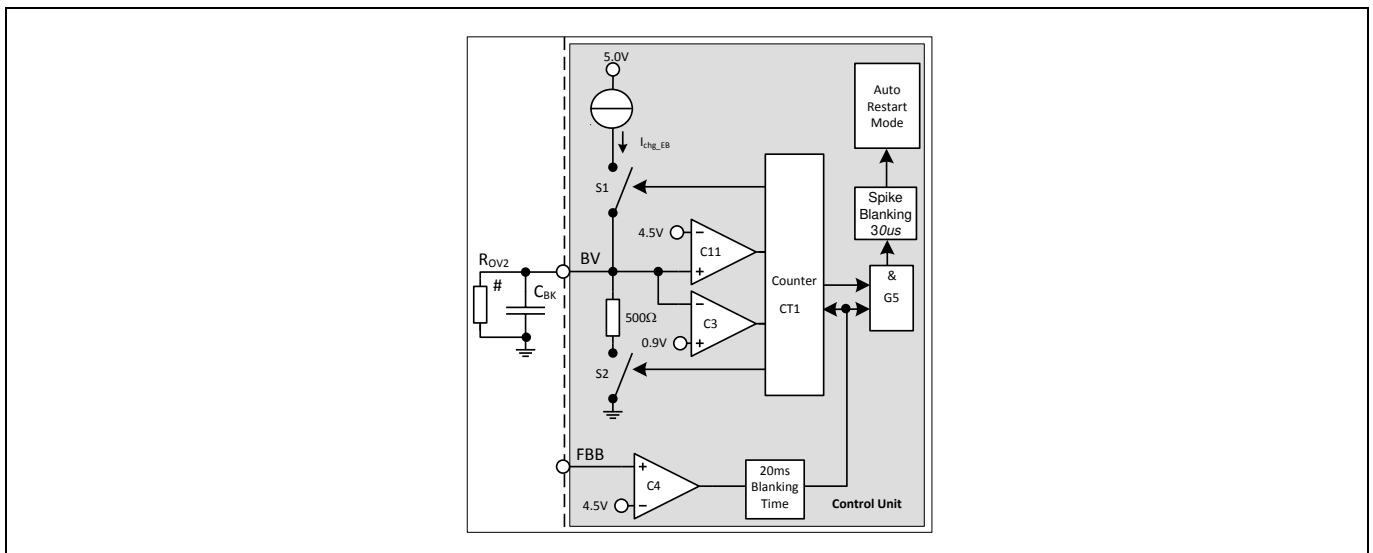 5.0V
Auto
Restart
Mode
Ichg_EB
S1
Spike
Blanking
30us
4.5V
C11
ROV2
#
CBK
BV
500Ω
Counter
CT1
&
G5
C3
0.9V
S2
FBB
C4
4.5V
20ms
Blanking
Time
Control Unit